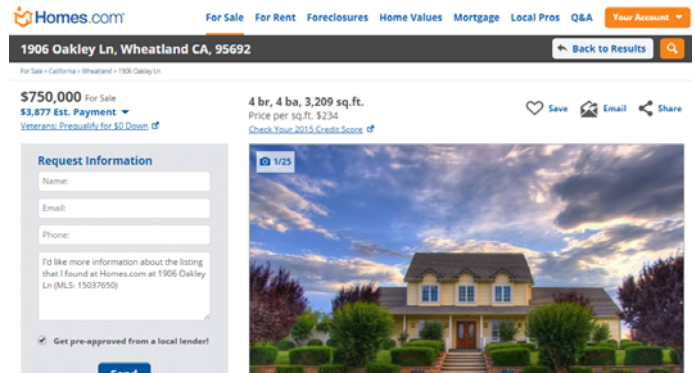 Homes.com
For Sale For Rent Foreclosures Home Values Mortgage Local Pros Q&A Your Account
1906 Oakley Ln, Wheatland CA, 95692
Back to Results
For Sale > California > Wheatland > 1906 Oakley Ln
$750,000 For Sale
$3,877 Est. Payment
Veterans: Prequalify for $0 Down
4 br, 4 ba, 3,209 sq.ft.
Price per sq.ft. $234
Check Your 2015 Credit Score
Save Email Share
Request Information
Name:
Email:
Phone:
I'd like more information about the listing
that I found at Homes.com at 1906 Oakley
Ln (MLS: 15037650)
Get pre-approved from a local lender!
Send
1/25